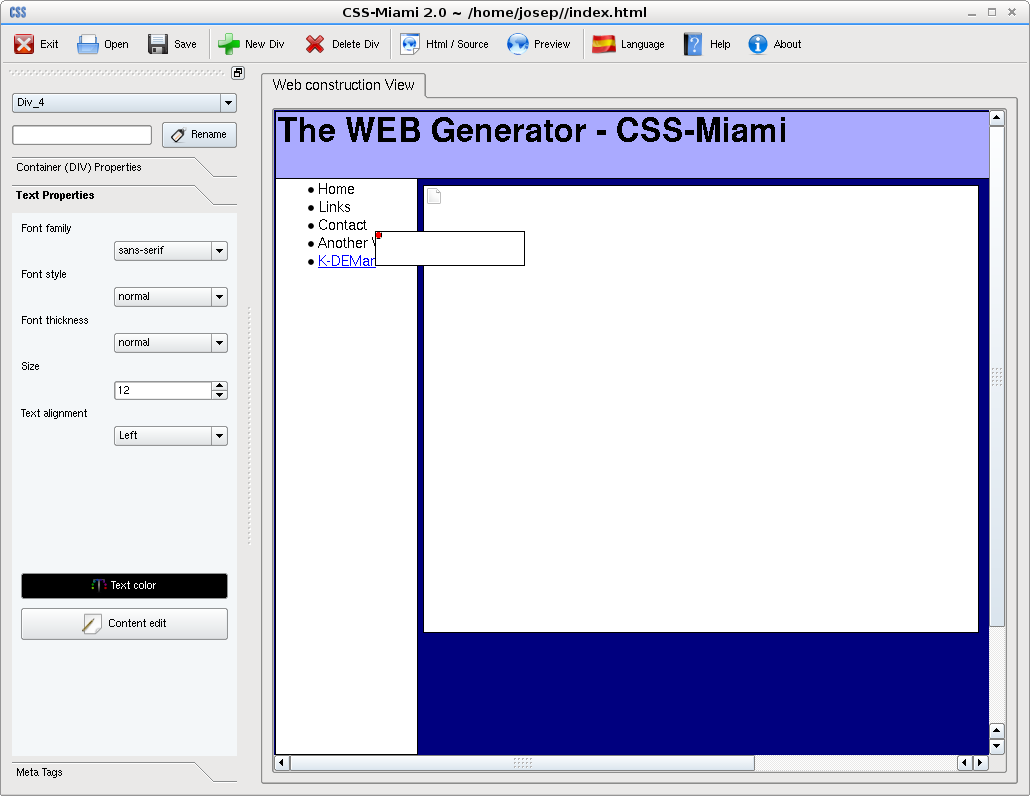 CSS CSS-Miami 2.0 ~ /home/josep//index.html
Exit Open Save New Div Delete Div Html / Source Preview Language Help About
Web construction View
Div_4
Rename
Container (DIV) Properties
Text Properties
Font family
sans-serif
Font style
normal
Font thickness
normal
Size
12
Text alignment
Left
Text color
Content edit
Meta Tags
The WEB Generator - CSS-Miami
Home
Links
Contact
Another
K-DEMar